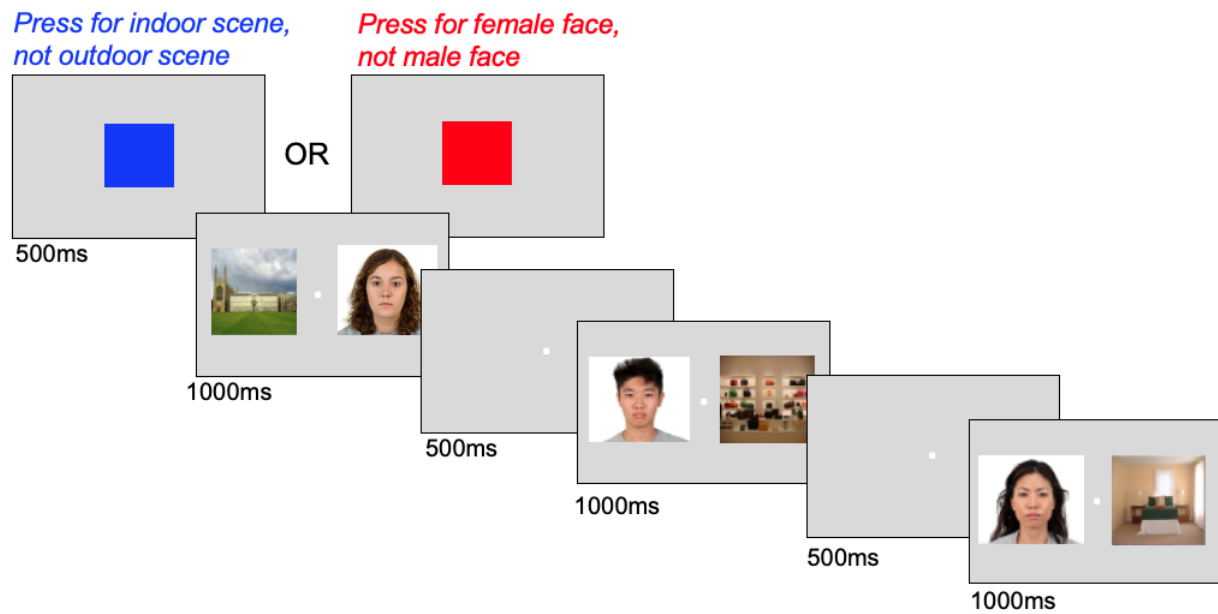 Press for indoor scene,
not outdoor scene
Press for female face,
not male face
OR
500ms
1000ms
500ms
1000ms
500ms
1000ms